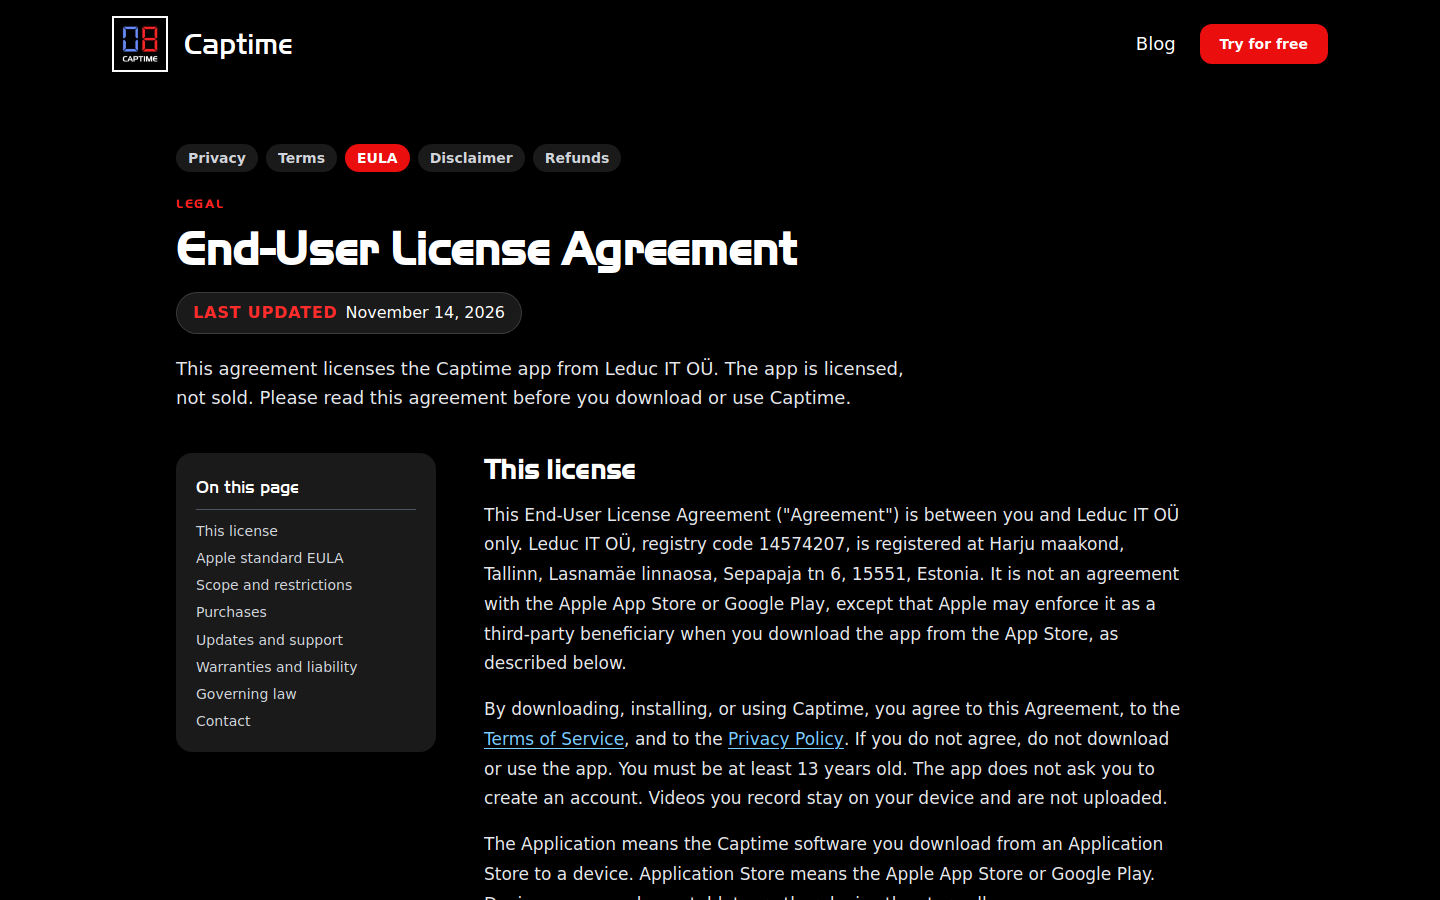 08
CAPTIME
Captime
Blog
Try for free
Privacy
Terms
EULA
Disclaimer
Refunds
LEGAL
End-User License Agreement
LAST UPDATED November 14, 2026
This agreement licenses the Captime app from Leduc IT OÜ. The app is licensed,
not sold. Please read this agreement before you download or use Captime.
On this page
This license
Apple standard EULA
Scope and restrictions
Purchases
Updates and support
Warranties and liability
Governing law
Contact
This license
This End-User License Agreement ("Agreement") is between you and Leduc IT OÜ
only. Leduc IT OÜ, registry code 14574207, is registered at Harju maakond,
Tallinn, Lasnamäe linnaosa, Sepapaja tn 6, 15551, Estonia. It is not an agreement
with the Apple App Store or Google Play, except that Apple may enforce it as a
third-party beneficiary when you download the app from the App Store, as
described below.
By downloading, installing, or using Captime, you agree to this Agreement, to the
Terms of Service, and to the Privacy Policy. If you do not agree, do not download
or use the app. You must be at least 13 years old. The app does not ask you to
create an account. Videos you record stay on your device and are not uploaded.
The Application means the Captime software you download from an Application
Store to a device. Application Store means the Apple App Store or Google Play.